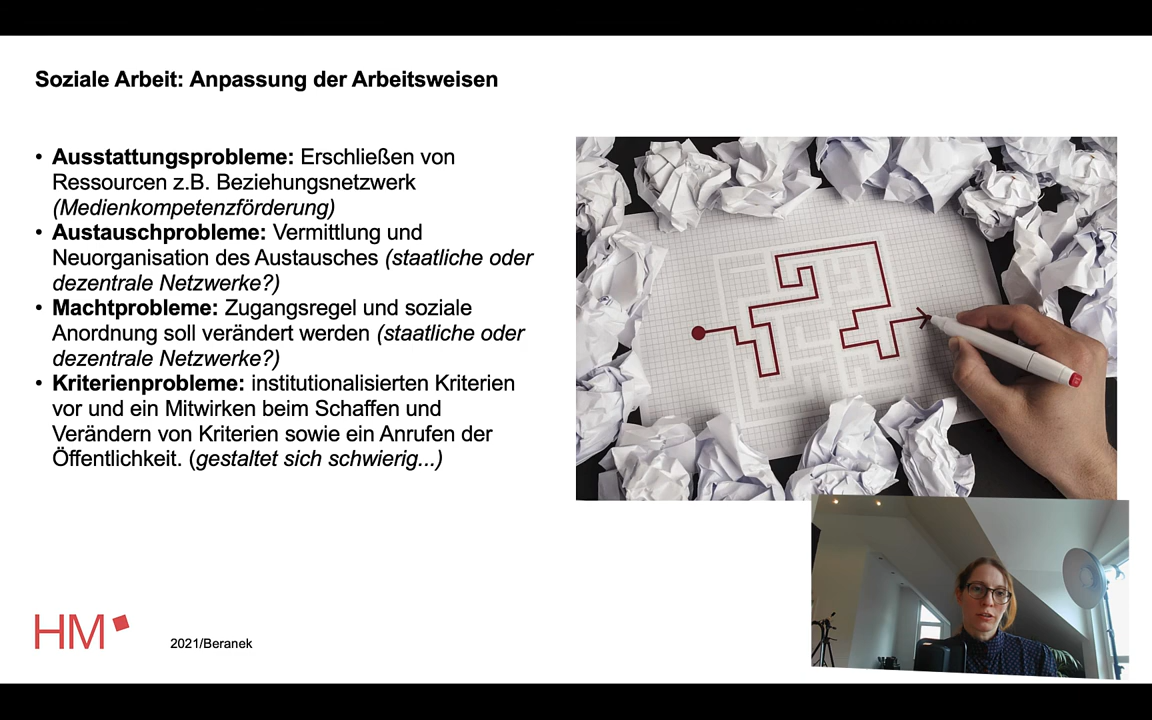 Soziale Arbeit: Anpassung der Arbeitsweisen
• Ausstattungsprobleme: Erschließen von
Ressourcen z.B. Beziehungsnetzwerk
(Medienkompetenzförderung)
• Austauschprobleme: Vermittlung und
Neuorganisation des Austausches (staatliche oder
dezentrale Netzwerke?)
• Machtprobleme: Zugangsregel und soziale
Anordnung soll verändert werden (staatliche oder
dezentrale Netzwerke?)
• Kriterienprobleme: institutionalisierten Kriterien
vor und ein Mitwirken beim Schaffen und
Verändern von Kriterien sowie ein Anrufen der
Öffentlichkeit. (gestaltet sich schwierig...)
HM
2021/Beranek